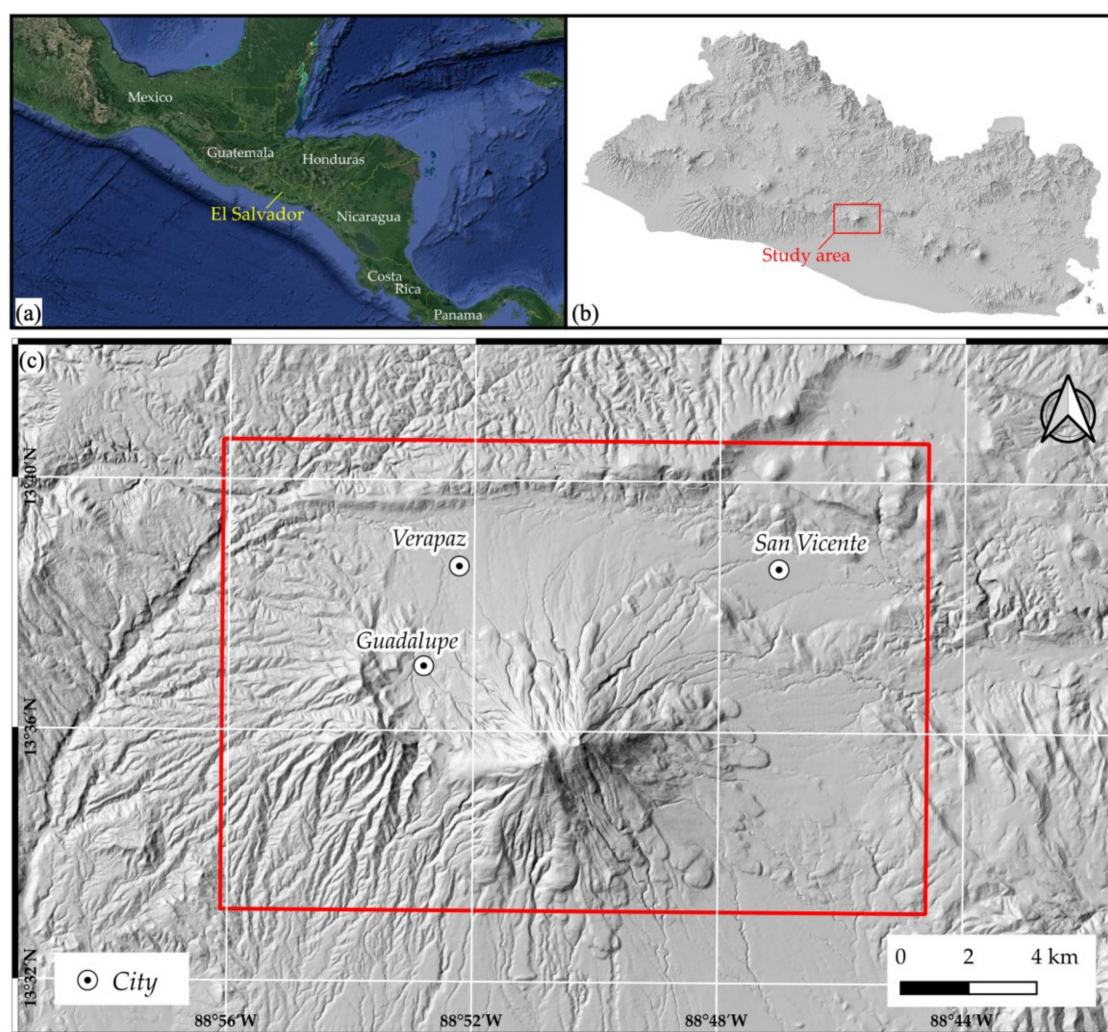 Mexico
Guatemala
Honduras
El Salvador
Nicaragua
Costa
Rica
Panama
(a)
Study area
(b)
(c)
13°40'N
Verapaz
San Vicente
Guadalupe
13°36'N
13°32'N
City
0 2 4 km
88°56'W 88°52'W 88°48'W 88°44'W